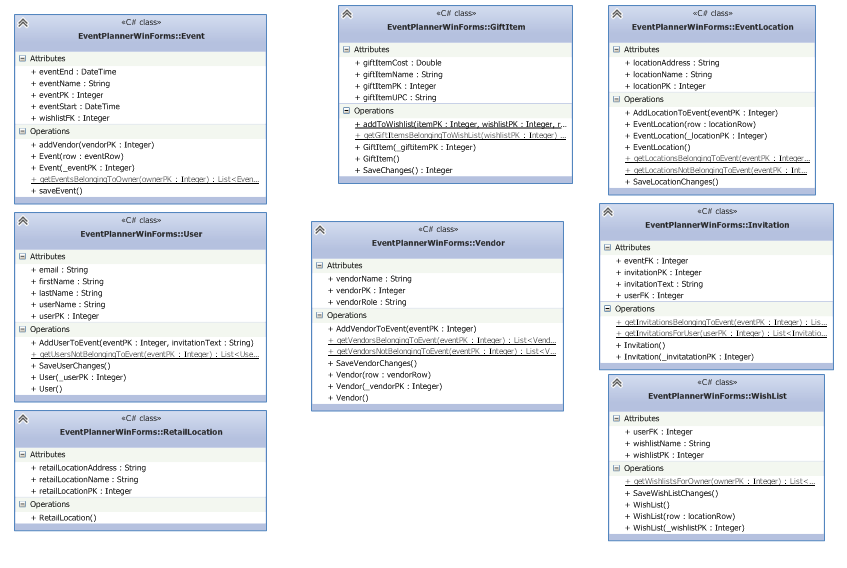 «C# class»
EventPlannerWinForms::Event
Attributes
+ eventEnd : DateTime
+ eventName : String
+ eventPK : Integer
+ eventStart : DateTime
+ wishlistFK : Integer
Operations
+ addVendor(vendorPK : Integer)
+ Event(row : eventRow)
+ Event(_eventPK : Integer)
+ getEventsBelongingToOwner(ownerPK : Integer) : List<Even...
+ saveEvent()
«C# class»
EventPlannerWinForms::User
Attributes
+ email : String
+ firstName : String
+ lastName : String
+ userName : String
+ userPK : Integer
Operations
+ AddUserToEvent(eventPK : Integer, invitationText : String)
+ getUsersNotBelongingToEvent(eventPK : Integer) : List<Use...
+ SaveUserChanges()
+ User(_userPK : Integer)
+ User()
«C# class»
EventPlannerWinForms::RetailLocation
Attributes
+ retailLocationAddress : String
+ retailLocationName : String
+ retailLocationPK : Integer
Operations
+ RetailLocation()
«C# class»
EventPlannerWinForms::GiftItem
Attributes
+ giftItemCost : Double
+ giftItemName : String
+ giftItemPK : Integer
+ giftItemUPC : String
Operations
+ addToWishlist(itemPK : Integer, wishlistPK : Integer, r...
+ getGiftItemsBelongingToWishList(wishlistPK : Integer) ...
+ GiftItem(_giftitemPK : Integer)
+ GiftItem()
+ SaveChanges() : Integer
«C# class»
EventPlannerWinForms::Vendor
Attributes
+ vendorName : String
+ vendorPK : Integer
+ vendorRole : String
Operations
+ AddVendorToEvent(eventPK : Integer)
+ getVendorsBelongingToEvent(eventPK : Integer) : List<Vend...
+ getVendorsNotBelongingToEvent(eventPK : Integer) : List<V...
+ SaveVendorChanges()
+ Vendor(row : vendorRow)
+ Vendor(_vendorPK : Integer)
+ Vendor()
«C# class»
EventPlannerWinForms::EventLocation
Attributes
+ locationAddress : String
+ locationName : String
+ locationPK : Integer
Operations
+ AddLocationToEvent(eventPK : Integer)
+ EventLocation(row : locationRow)
+ EventLocation(_locationPK : Integer)
+ EventLocation()
+ getLocationsBelongingToEvent(eventPK : Integer...
+ getLocationsNotBelongingToEvent(eventPK : Int...
+ SaveLocationChanges()
«C# class»
EventPlannerWinForms::Invitation
Attributes
+ eventFK : Integer
+ invitationPK : Integer
+ invitationText : String
+ userFK : Integer
Operations
+ getInvitationsBelongingToEvent(eventPK : Integer) : Lis...
+ getInvitationsForUser(userPK : Integer) : List<Invitatio...
+ Invitation()
+ Invitation(_invitatationPK : Integer)
«C# class»
EventPlannerWinForms::WishList
Attributes
+ userFK : Integer
+ wishlistName : String
+ wishlistPK : Integer
Operations
+ getWishlistsForOwner(ownerPK : Integer) : List<...
+ SaveWishListChanges()
+ WishList()
+ WishList(row : locationRow)
+ WishList(_wishlistPK : Integer)